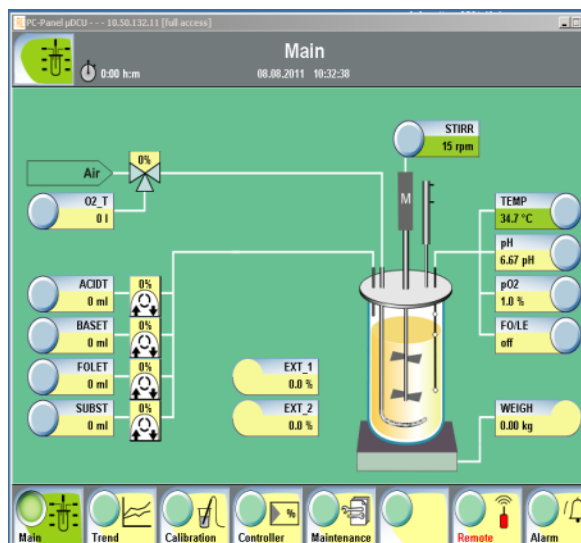 PC-Panel µDCU - - - 10.50.132.11 [full access]
Main
0:00 h:m
08.08.2011 10:32:38
STIRR
15 rpm
0%
Air
O2_T
0 l
M
TEMP
34.7 °C
pH
6.67 pH
pO2
1.0 %
FO/LE
off
ACIDT
0 ml
0%
BASET
0 ml
0%
FOLET
0 ml
0%
SUBST
0 ml
0%
EXT_1
0.0 %
EXT_2
0.0 %
WEIGH
0.00 kg
Main
Trend
Calibration
%
Controller
Maintenance
Remote
Alarm